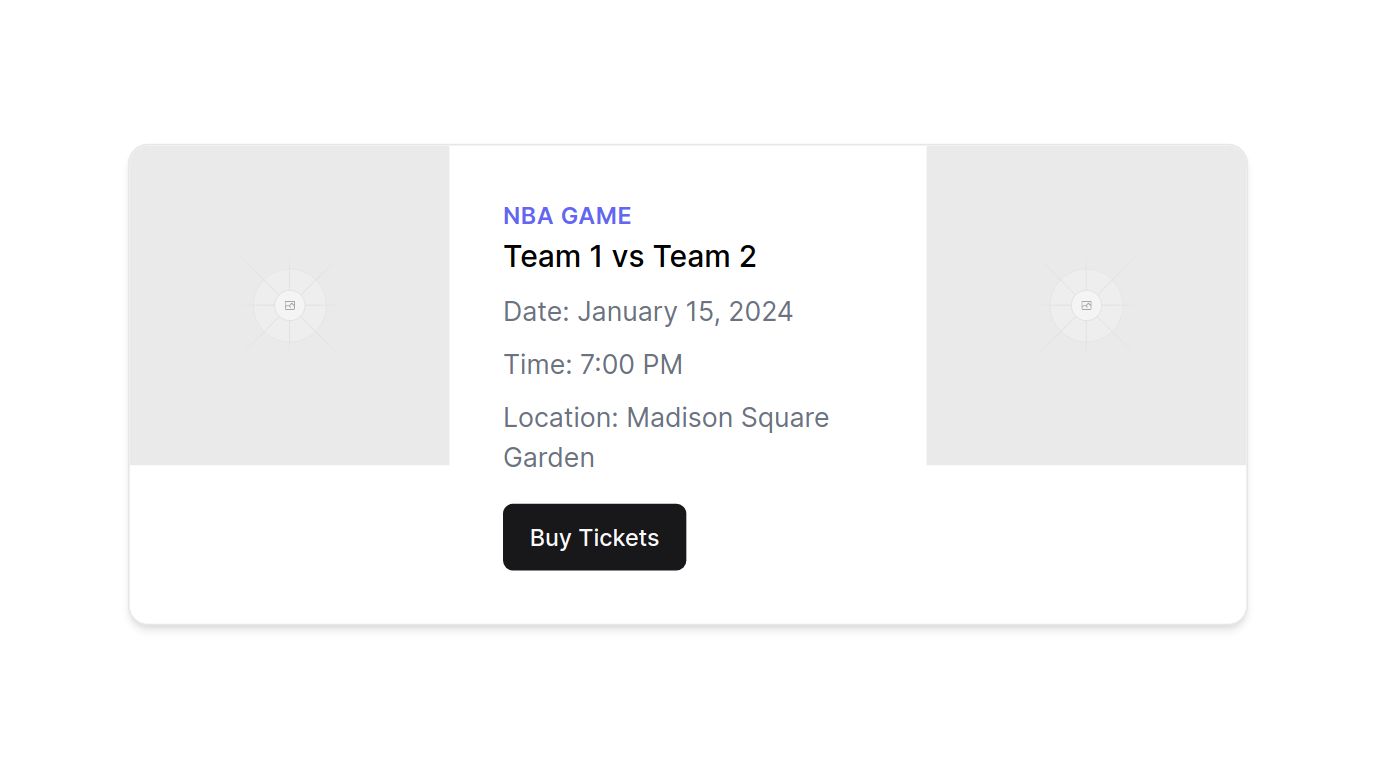 NBA GAME
Team 1 vs Team 2
Date: January 15, 2024
Time: 7:00 PM
Location: Madison Square
Garden
Buy Tickets